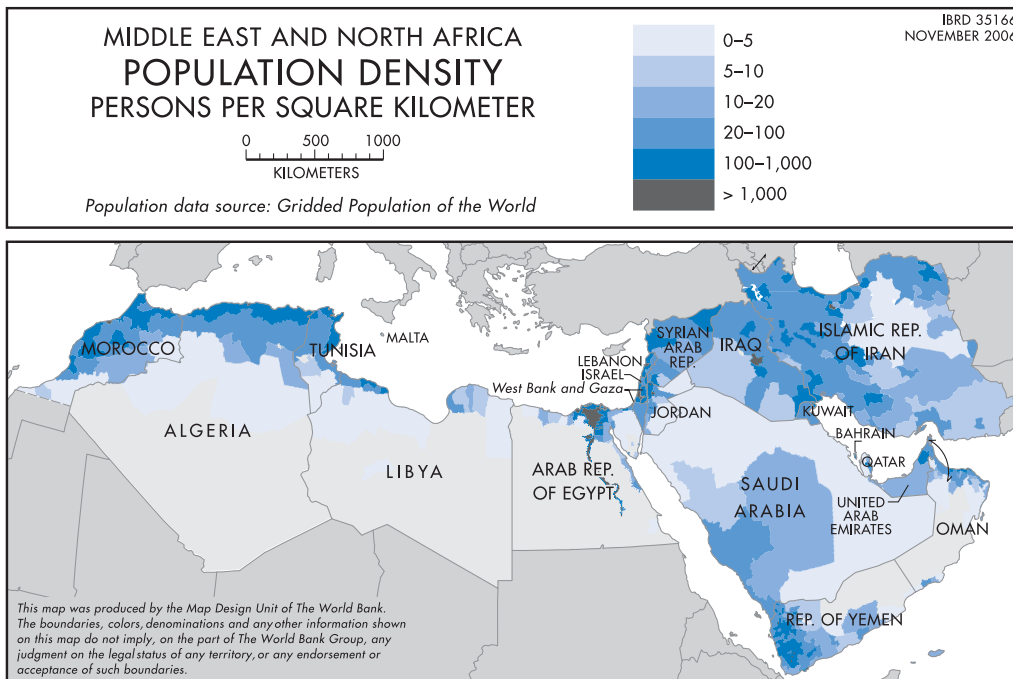 MIDDLE EAST AND NORTH AFRICA
POPULATION DENSITY
PERSONS PER SQUARE KILOMETER
0 500 1000
KILOMETERS
Population data source: Gridded Population of the World
0–5
5–10
10–20
20–100
100–1,000
> 1,000
IBRD 35166
NOVEMBER 2006
MALTA
MOROCCO
TUNISIA
ALGERIA
LIBYA
ARAB REP.
OF EGYPT
SYRIAN
ARAB
REP.
LEBANON
ISRAEL
West Bank and Gaza
JORDAN
IRAQ
ISLAMIC REP.
OF IRAN
KUWAIT
BAHRAIN
QATAR
SAUDI
ARABIA
UNITED
ARAB
EMIRATES
OMAN
REP. OF YEMEN
This map was produced by the Map Design Unit of The World Bank.
The boundaries, colors, denominations and any other information shown
on this map do not imply, on the part of The World Bank Group, any
judgment on the legal status of any territory, or any endorsement or
acceptance of such boundaries.